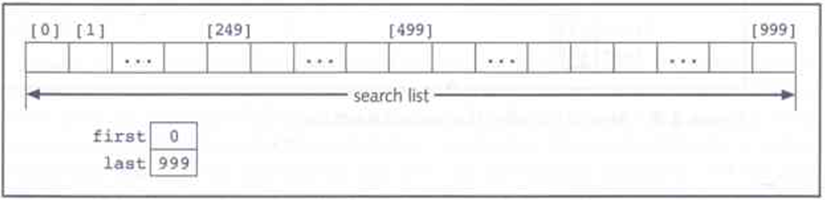 [0] [1] [249] [499] [999]
... ... ... ...
search list
first 0
last 999